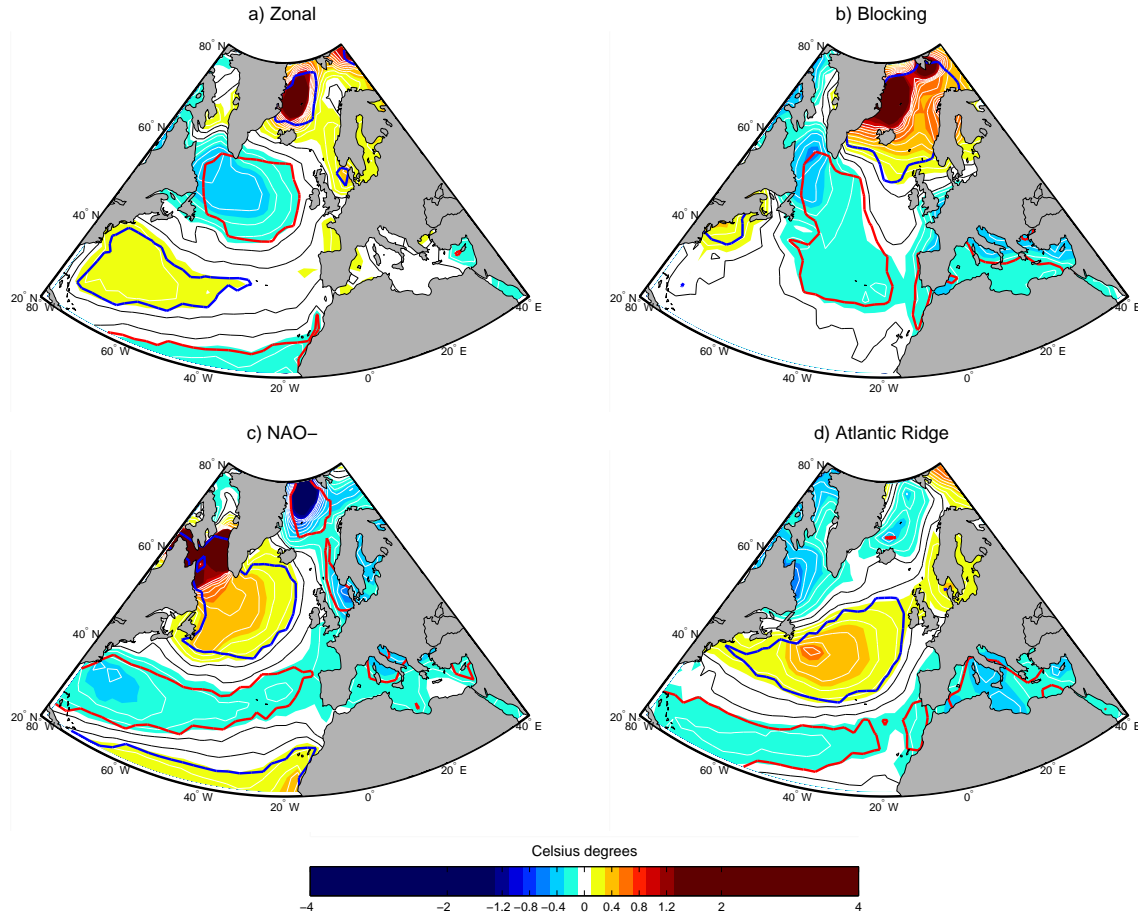 a) Zonal
b) Blocking
80° N
60° N
40° N
20° N
80° W
60° W
40° W
20° W
0°
20° E
40° E
80° N
60° N
40° N
20° N
80° W
60° W
40° W
20° W
0°
20° E
40° E
c) NAO−
d) Atlantic Ridge
80° N
60° N
40° N
20° N
80° W
60° W
40° W
20° W
0°
20° E
40° E
80° N
60° N
40° N
20° N
80° W
60° W
40° W
20° W
0°
20° E
40° E
Celsius degrees
−4 −2 −1.2 −0.8 −0.4 0 0.4 0.8 1.2 2 4